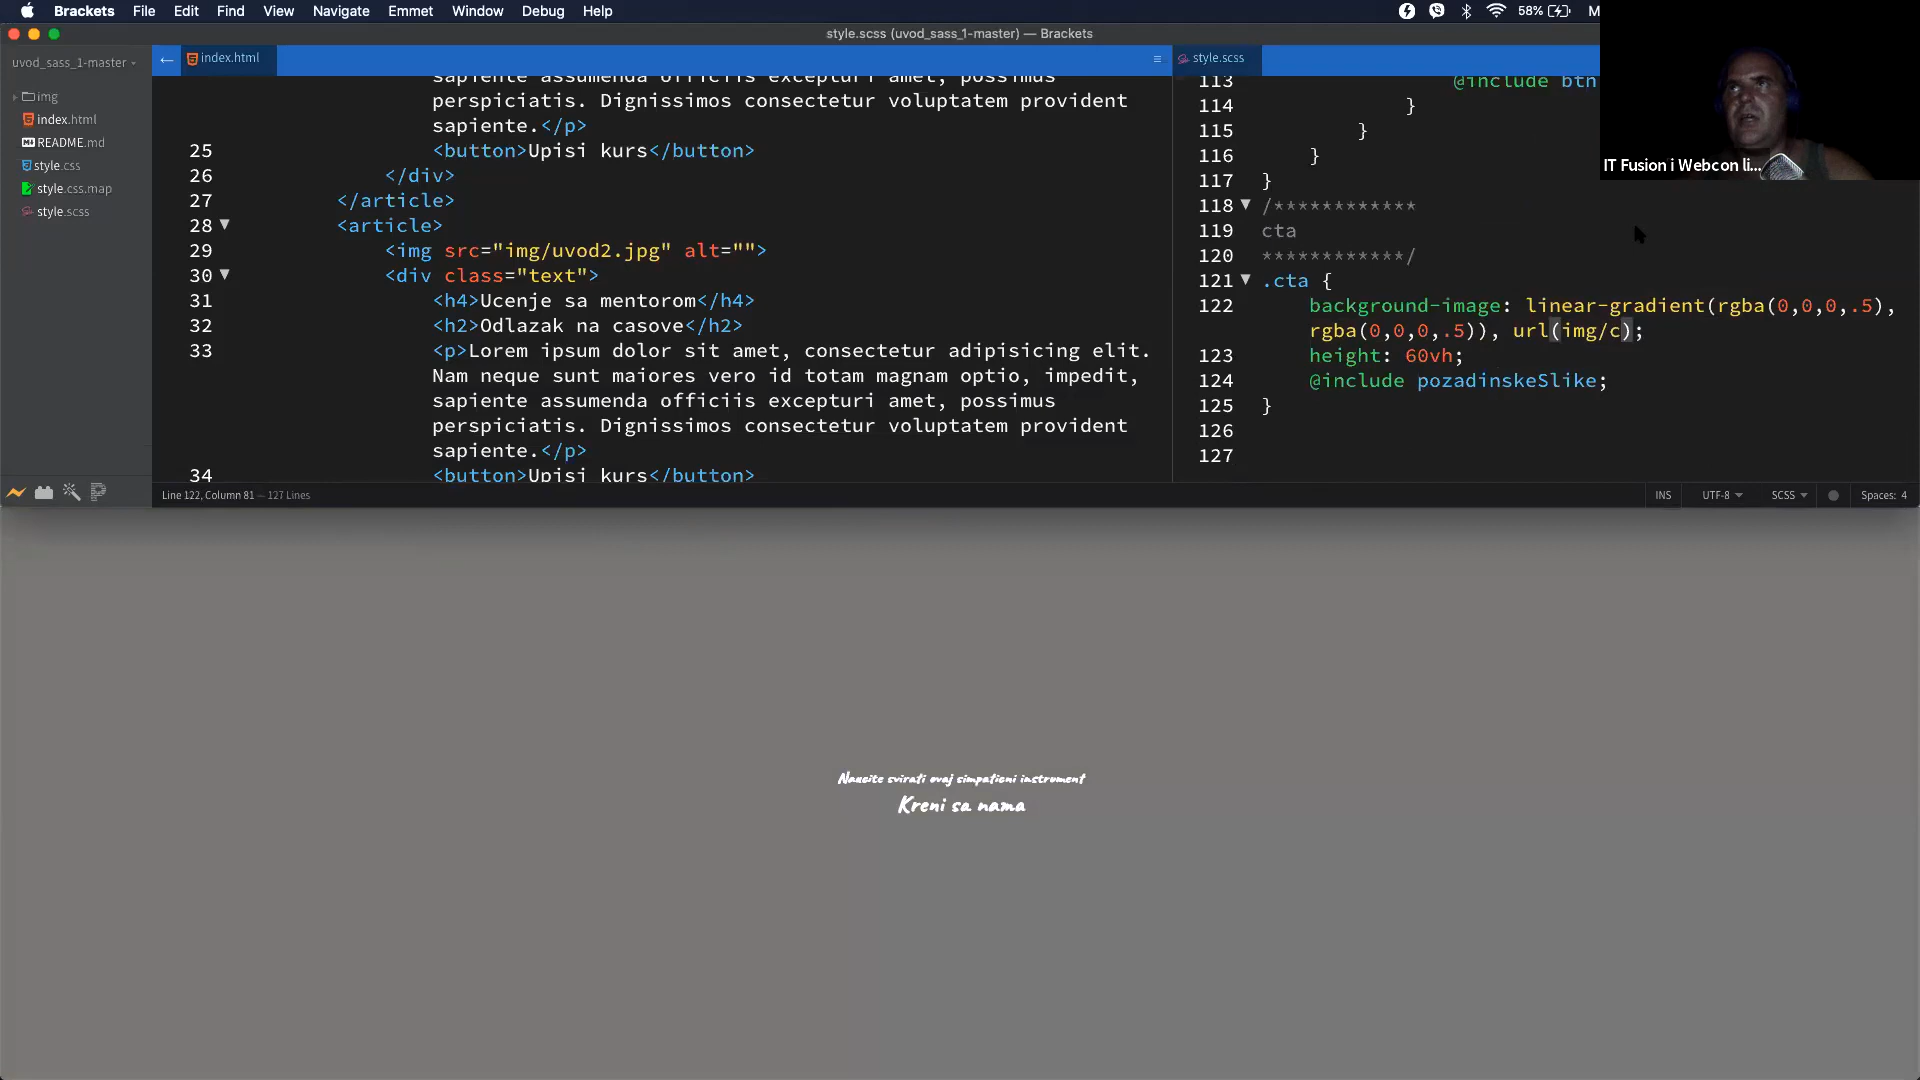 Brackets File Edit Find View Navigate Emmet Window Debug Help 58% M
style.scss (uvod_sass_1-master) — Brackets
uvod_sass_1-master
img
index.html
README.md
style.css
style.css.map
style.scss
index.html
sapiente assumenda officiis excepturi amet, possimus
perspiciatis. Dignissimos consectetur voluptatem provident
sapiente.</p>
25 <button>Upisi kurs</button>
26 </div>
27 </article>
28 <article>
29 <img src="img/uvod2.jpg" alt="">
30 <div class="text">
31 <h4>Ucenje sa mentorom</h4>
32 <h2>Odlazak na casove</h2>
33 <p>Lorem ipsum dolor sit amet, consectetur adipisicing elit.
Nam neque sunt maiores vero id totam magnam optio, impedit,
sapiente assumenda officiis excepturi amet, possimus
perspiciatis. Dignissimos consectetur voluptatem provident
sapiente.</p>
34 <button>Upisi kurs</button>
style.scss
113 @include btn
114 }
115 }
116 }
117 }
118 /************
119 cta
120 ************/
121 .cta {
122 background-image: linear-gradient(rgba(0,0,0,.5),
rgba(0,0,0,.5)), url(img/c);
123 height: 60vh;
124 @include pozadinskeSlike;
125 }
126
127
IT Fusion i Webcon li...
Line 122, Column 81 — 127 Lines
INS UTF-8 SCSS Spaces: 4
Naucite svirati ovaj simpaticni instrument
Kreni sa nama